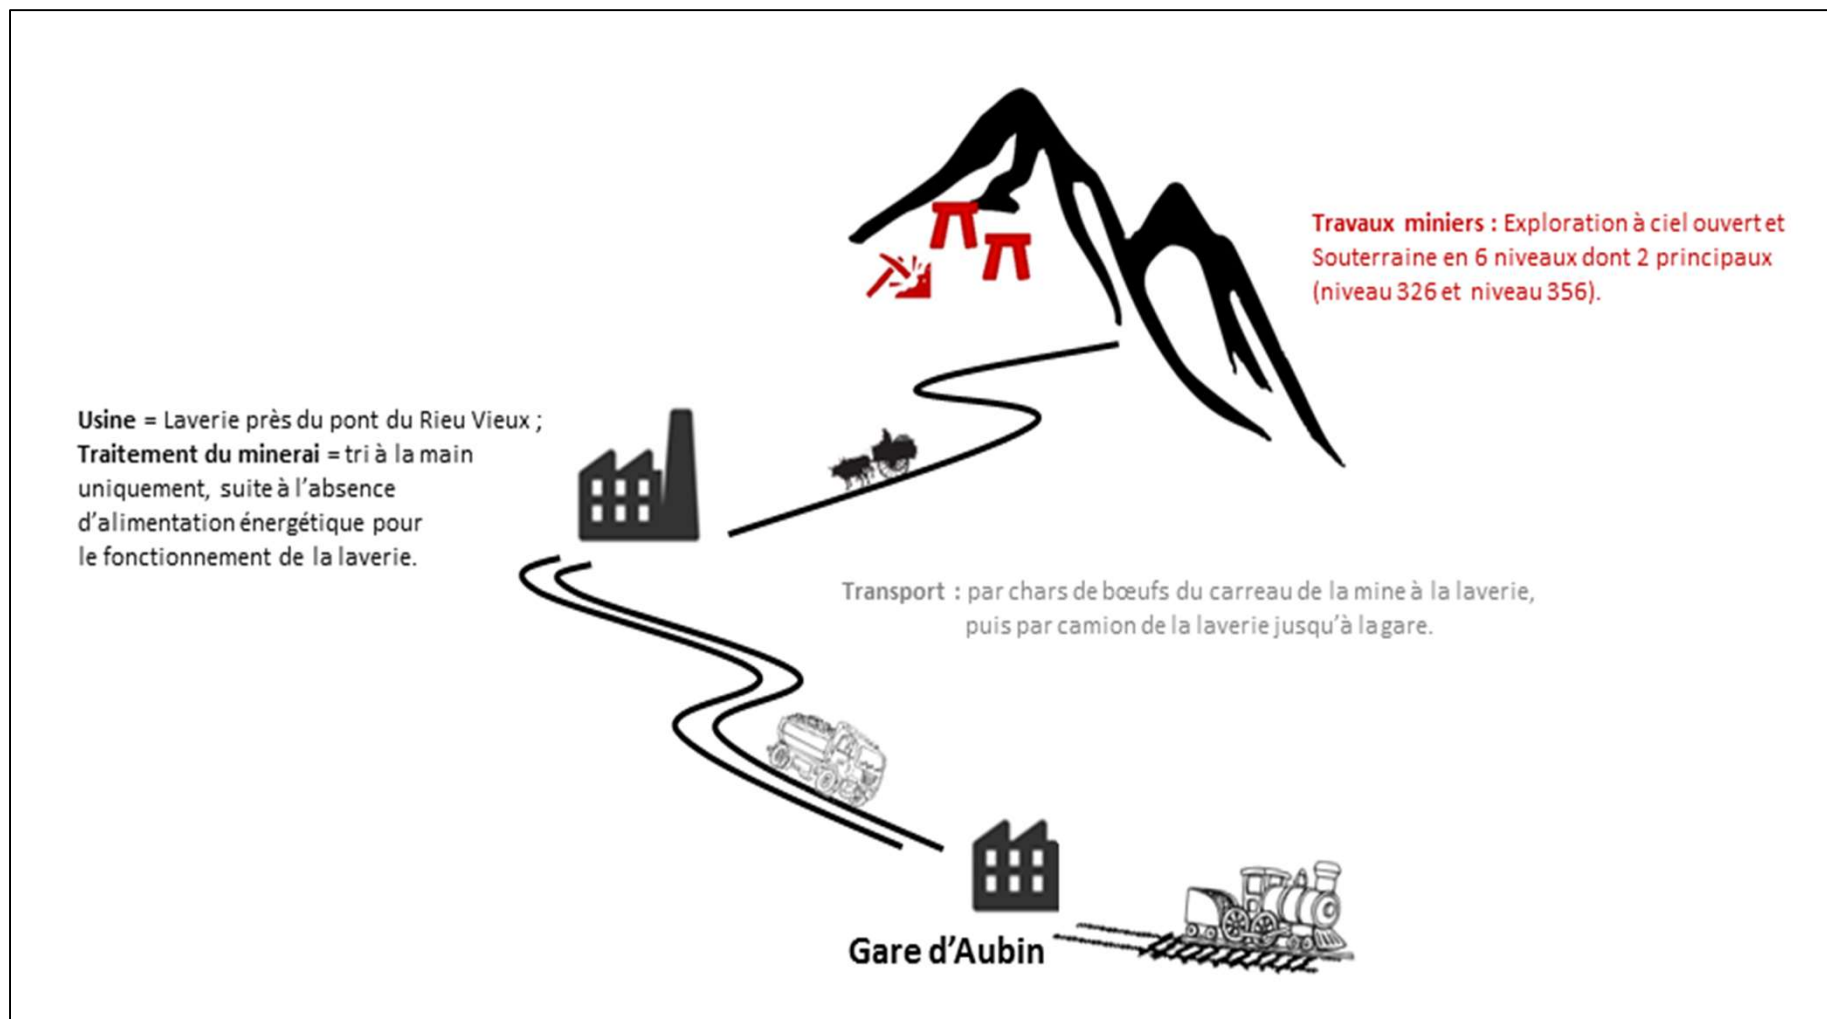 Travaux miniers : Exploration à ciel ouvert et
Souterraine en 6 niveaux dont 2 principaux
(niveau 326 et niveau 356).
Usine = Laverie près du pont du Rieu Vieux ;
Traitement du minerai = tri à la main
uniquement, suite à l’absence
d’alimentation énergétique pour
le fonctionnement de la laverie.
Transport : par chars de bœufs du carreau de la mine à la laverie,
puis par camion de la laverie jusqu’à la gare.
Gare d’Aubin